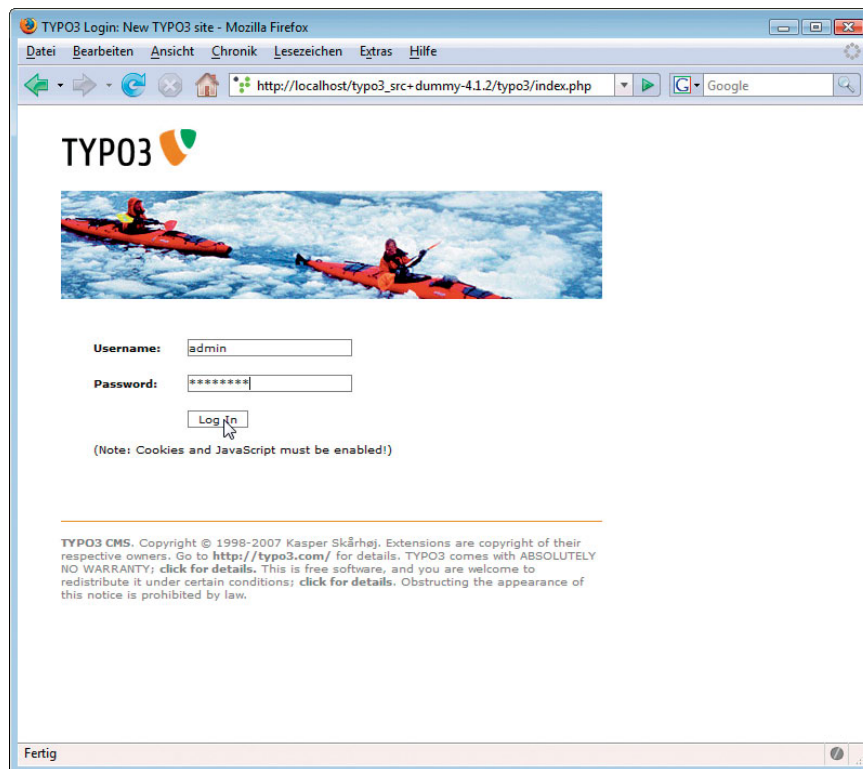 TYPO3 Login: New TYPO3 site - Mozilla Firefox
Datei Bearbeiten Ansicht Chronik Lesezeichen Extras Hilfe
http://localhost/typo3_src+dummy-4.1.2/typo3/index.php G Google
TYPO3
Username: admin
Password: ********
Log In
(Note: Cookies and JavaScript must be enabled!)
TYPO3 CMS. Copyright © 1998-2007 Kasper Skårhøj. Extensions are copyright of their
respective owners. Go to http://typo3.com/ for details. TYPO3 comes with ABSOLUTELY
NO WARRANTY; click for details. This is free software, and you are welcome to
redistribute it under certain conditions; click for details. Obstructing the appearance of
this notice is prohibited by law.
Fertig